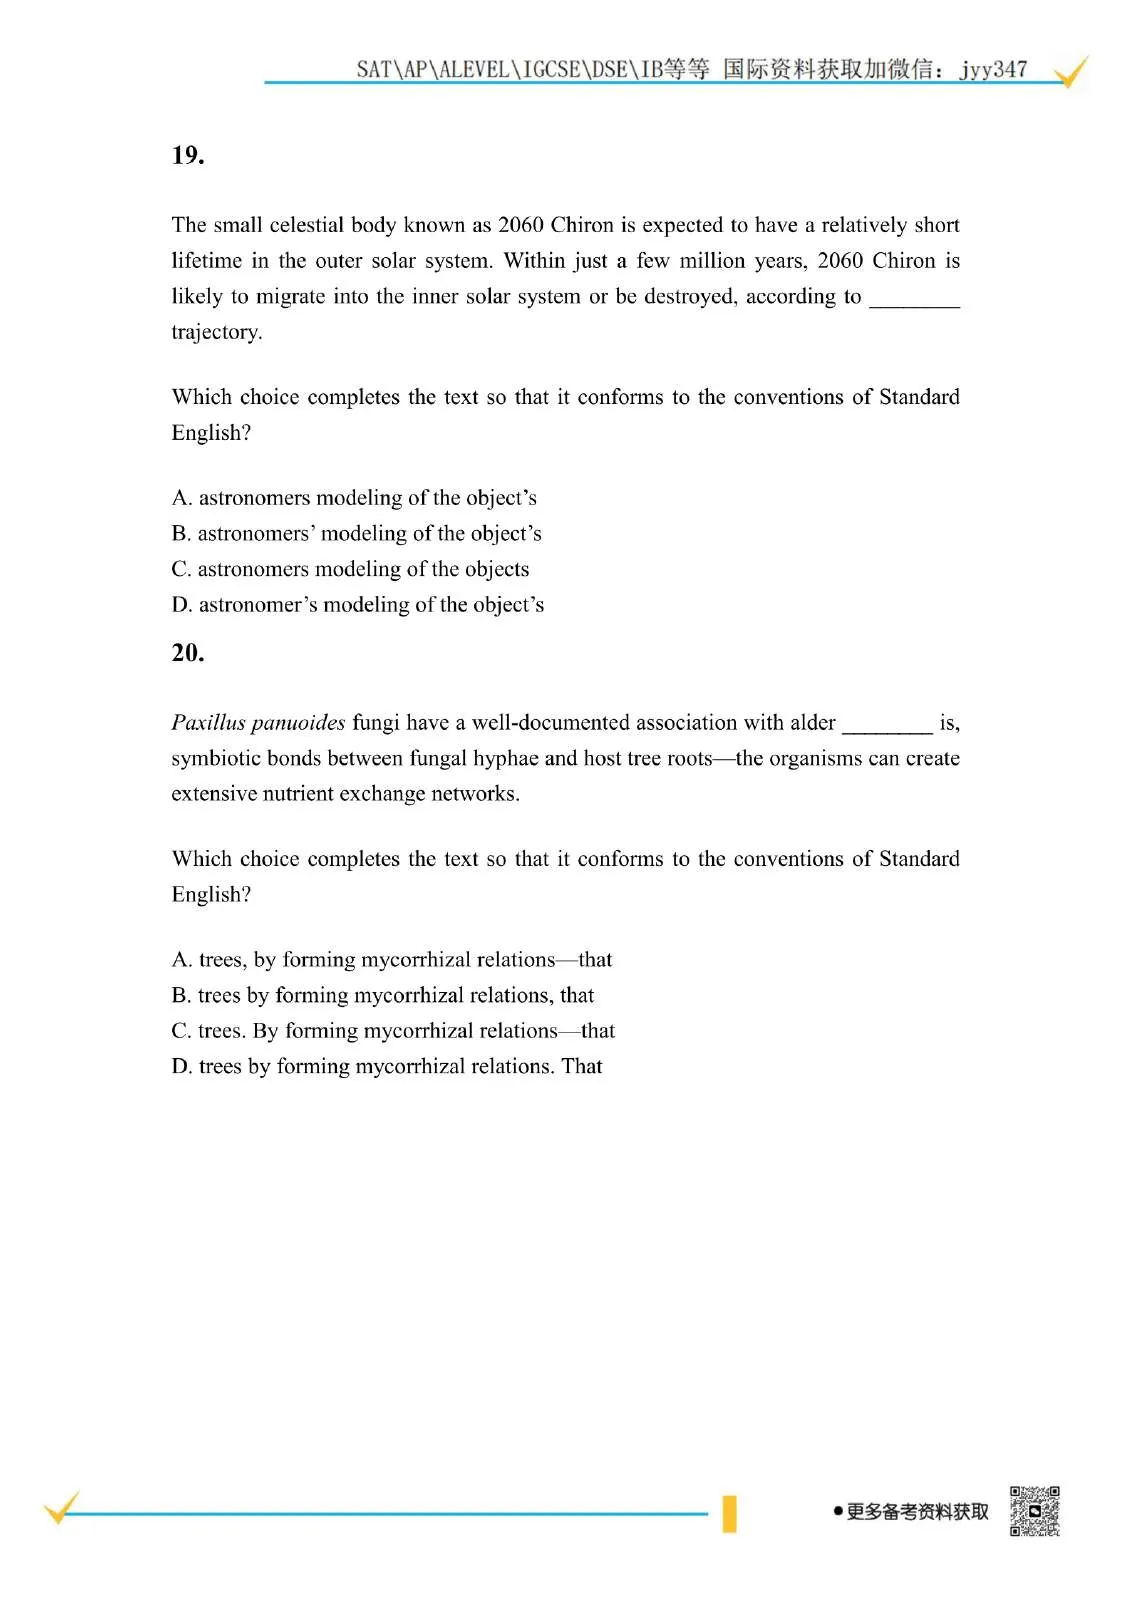 SAT\AP\ALEVEL\IGCSE\DSE\IB等等 国际资料获取加微信：jyy347
19.
The small celestial body known as 2060 Chiron is expected to have a relatively short
lifetime in the outer solar system. Within just a few million years, 2060 Chiron is
likely to migrate into the inner solar system or be destroyed, according to ________
trajectory.
Which choice completes the text so that it conforms to the conventions of Standard
English?
A. astronomers modeling of the object’s
B. astronomers’ modeling of the object’s
C. astronomers modeling of the objects
D. astronomer’s modeling of the object’s
20.
Paxillus panuoides fungi have a well-documented association with alder ________ is,
symbiotic bonds between fungal hyphae and host tree roots—the organisms can create
extensive nutrient exchange networks.
Which choice completes the text so that it conforms to the conventions of Standard
English?
A. trees, by forming mycorrhizal relations—that
B. trees by forming mycorrhizal relations, that
C. trees. By forming mycorrhizal relations—that
D. trees by forming mycorrhizal relations. That
●更多备考资料获取